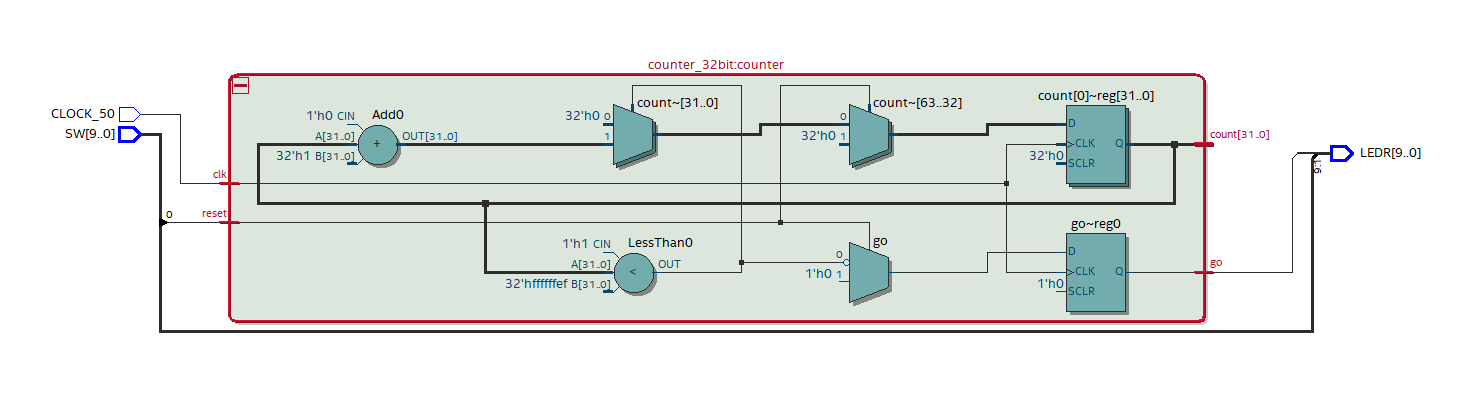 counter_32bit:counter
CLOCK_50
SW[9..0]
clk
reset
0
1'h0 CIN
Add0
A[31..0]
OUT[31..0]
32'h1 B[31..0]
+
count~[31..0]
32'h0 0
1
count~[63..32]
0
32'h0 1
count[0]~reg[31..0]
D
CLK
Q
32'h0
SCLR
count[31..0]
1'h1 CIN
LessThan0
A[31..0]
OUT
32'hffffffef B[31..0]
<
go
0
1'h0 1
go~reg0
D
CLK
Q
1'h0
SCLR
go
9:1
LEDR[9..0]